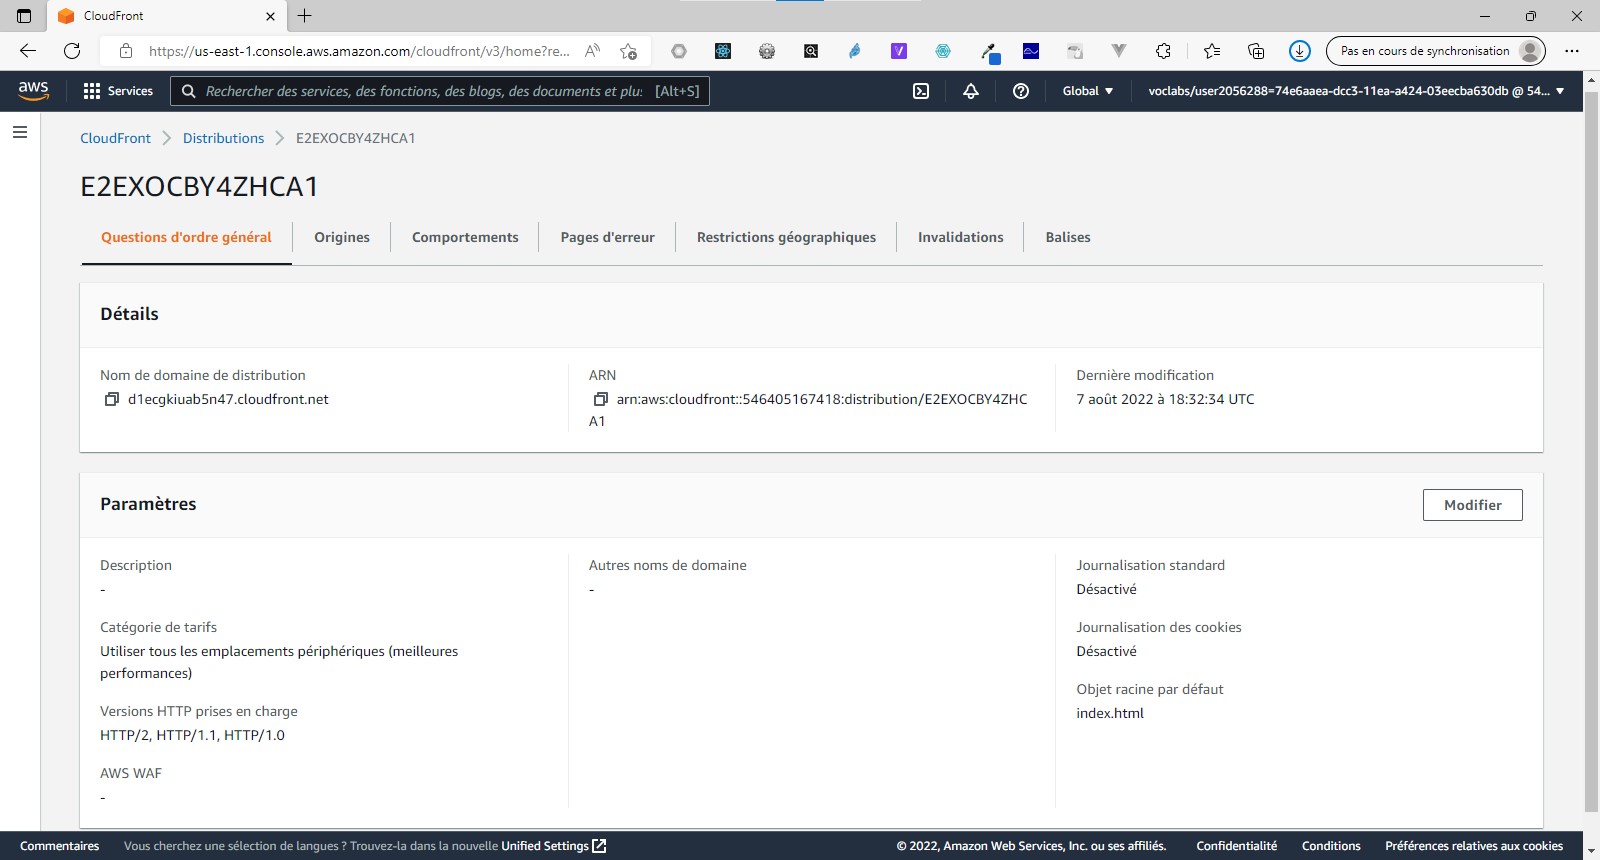 CloudFront
https://us-east-1.console.aws.amazon.com/cloudfront/v3/home?re...
Pas en cours de synchronisation
aws
Services
Rechercher des services, des fonctions, des blogs, des documents et plu: [Alt+S]
Global
voclabs/user2056288=74e6aaea-dcc3-11ea-a424-03eecba630db @ 54...
CloudFront
Distributions
E2EXOCBY4ZHCA1
E2EXOCBY4ZHCA1
Questions d'ordre général
Origines
Comportements
Pages d'erreur
Restrictions géographiques
Invalidations
Balises
Détails
Nom de domaine de distribution
d1ecgkiuab5n47.cloudfront.net
ARN
arn:aws:cloudfront::546405167418:distribution/E2EXOCBY4ZHC
A1
Dernière modification
7 août 2022 à 18:32:34 UTC
Paramètres
Modifier
Description
-
Catégorie de tarifs
Utiliser tous les emplacements périphériques (meilleures
performances)
Versions HTTP prises en charge
HTTP/2, HTTP/1.1, HTTP/1.0
AWS WAF
-
Autres noms de domaine
-
Journalisation standard
Désactivé
Journalisation des cookies
Désactivé
Objet racine par défaut
index.html
Commentaires
Vous cherchez une sélection de langues ? Trouvez-la dans la nouvelle Unified Settings
© 2022, Amazon Web Services, Inc. ou ses affiliés.
Confidentialité
Conditions
Préférences relatives aux cookies